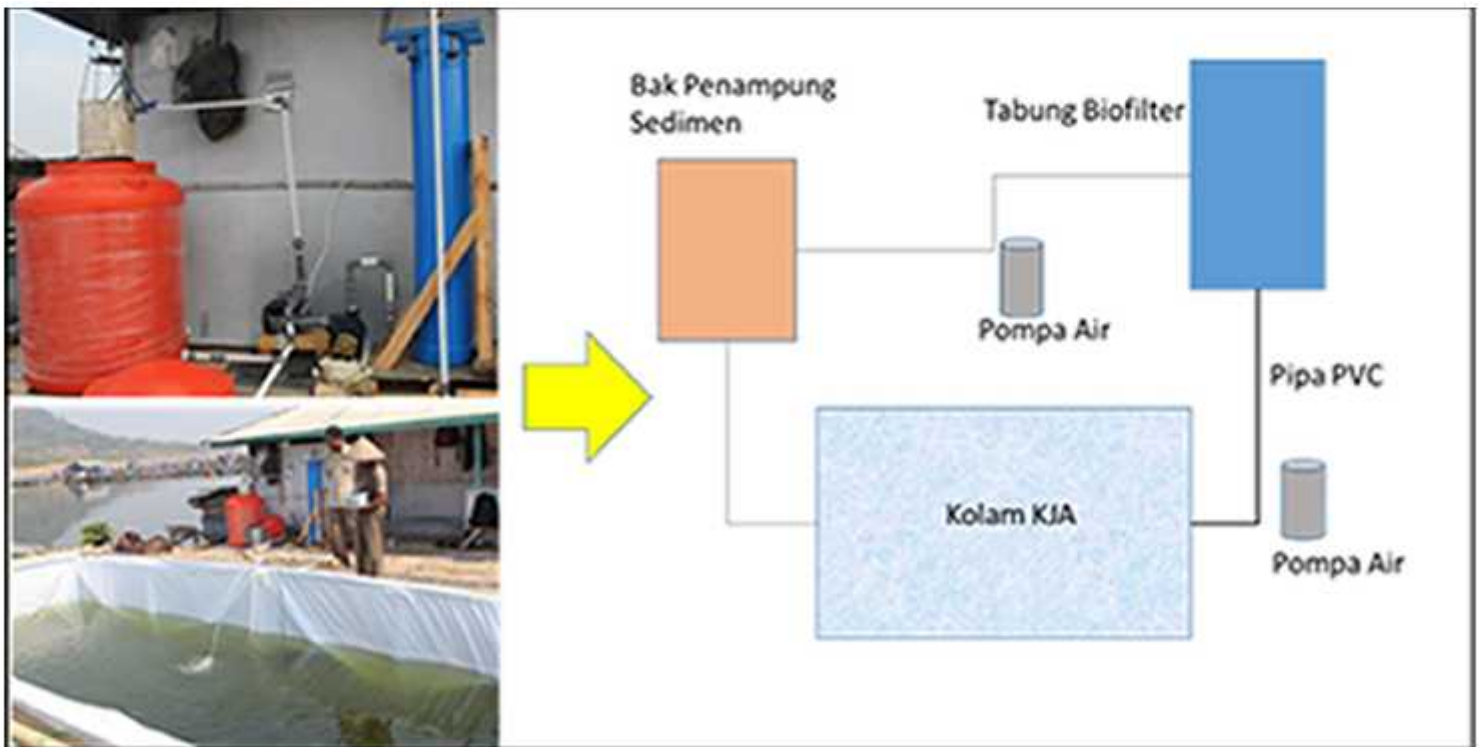 Bak Penampung
Sedimen
Tabung Biofilter
Pompa Air
Pipa PVC
Kolam KJA
Pompa Air